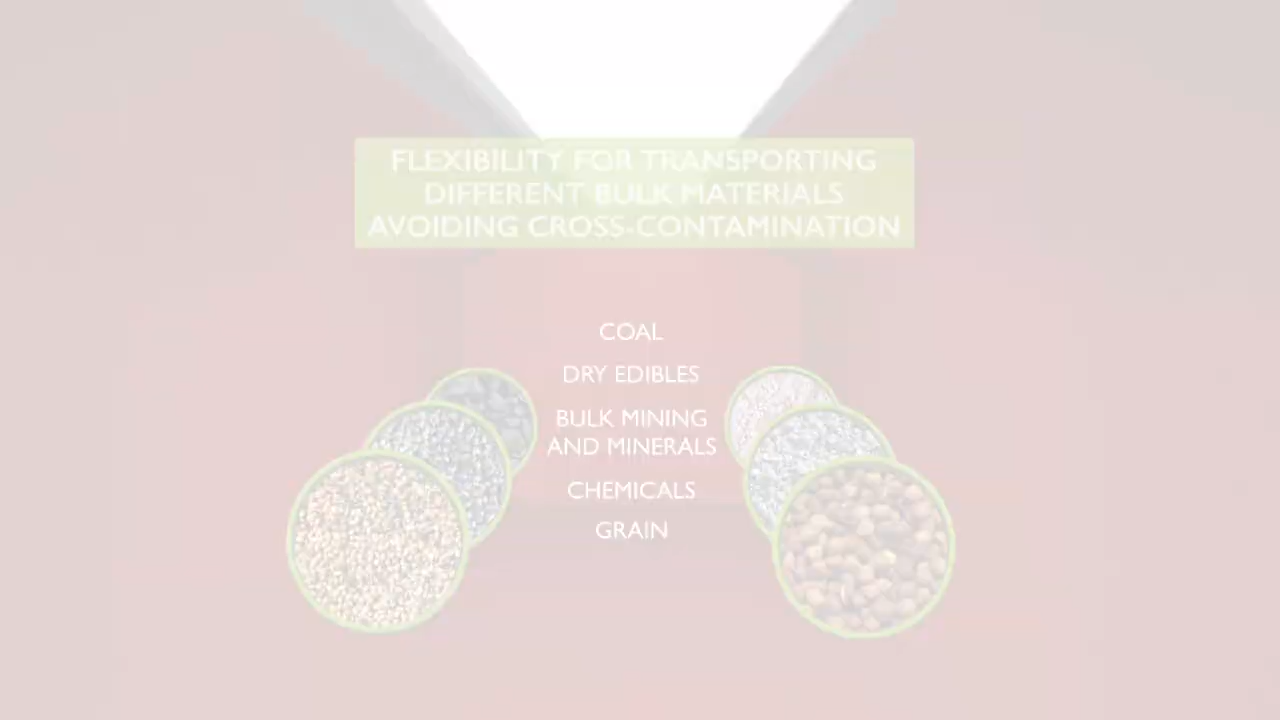 FLEXIBILITY FOR TRANSPORTING
DIFFERENT BULK MATERIALS
AVOIDING CROSS-CONTAMINATION
COAL
DRY EDIBLES
BULK MINING
AND MINERALS
CHEMICALS
GRAIN